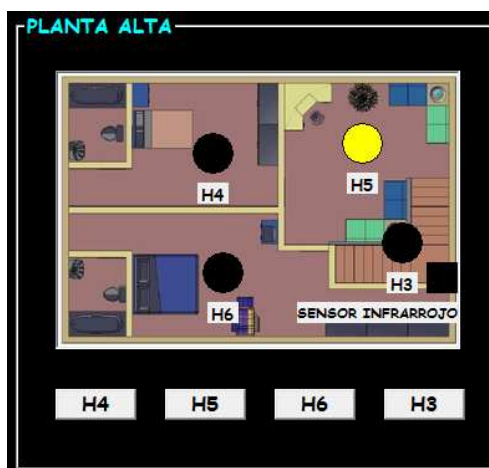 PLANTA ALTA
H4
H5
H3
H6
SENSOR INFRARROJO
H4 H5 H6 H3